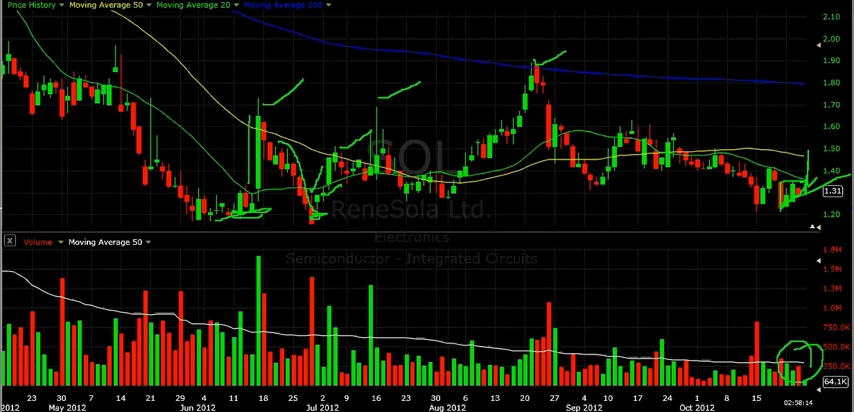 Price History Moving Average 50 Moving Average 20 Moving Average 200
2.10
2.00
1.90
1.80
1.70
1.60
1.50
1.40
1.31
1.20
SOL
ReneSola Ltd.
Electronics
Semiconductor - Integrated Circuits
X Volume Moving Average 50
1.8M
1.5M
1.3M
1.0M
750.0K
500.0K
250.0K
64.1K
02:58:14
23 30 7 14 21 29 4 11 18 25 2 9 16 23 30 6 13 20 27 4 10 17 24 1 8 15
2012 May 2012 Jun 2012 Jul 2012 Aug 2012 Sep 2012 Oct 2012